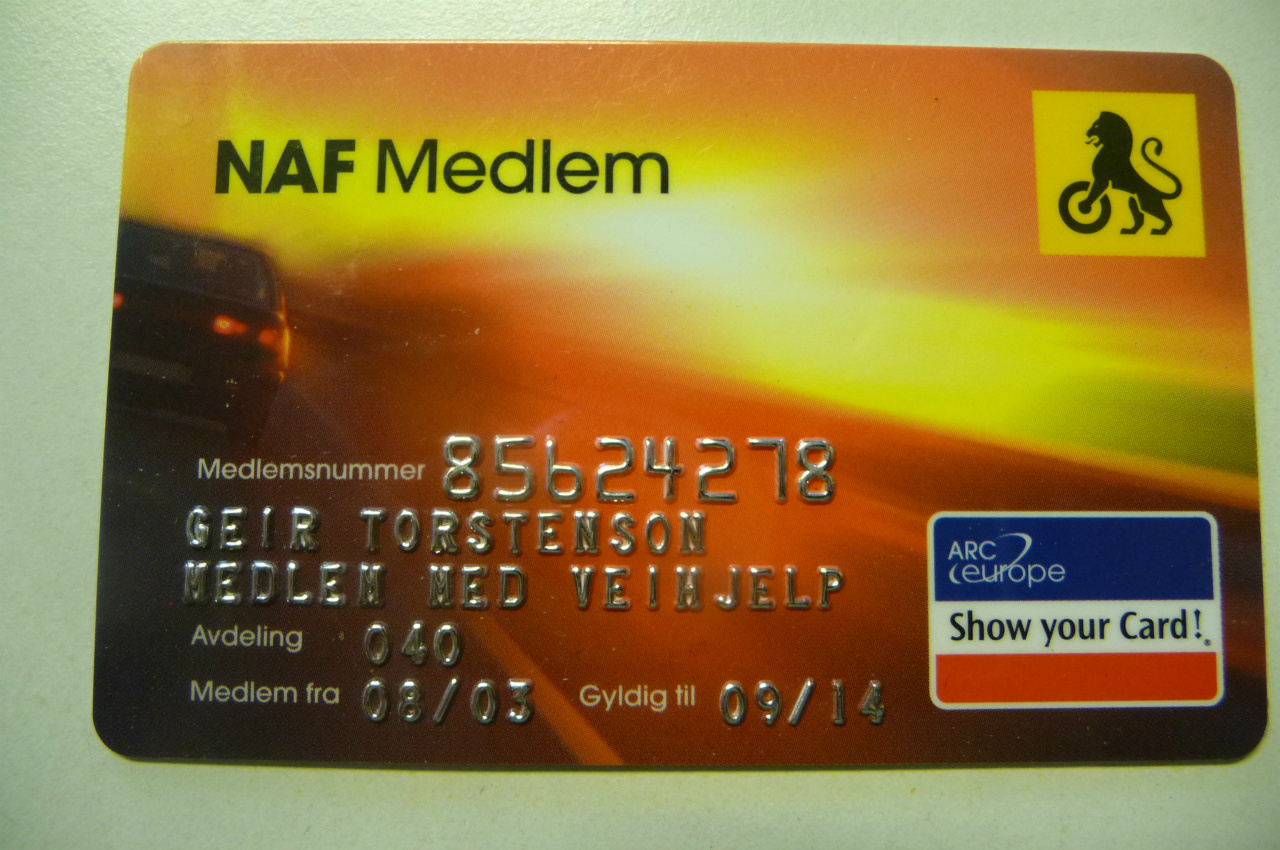 NAF Medlem
Medlemsnummer 85624278
GEIR TORSTENSON
MEDLEM MED VEIHJELP
Avdeling 040
Medlem fra 08/03 Gyldig til 09/14
ARC
europe
Show your Card!